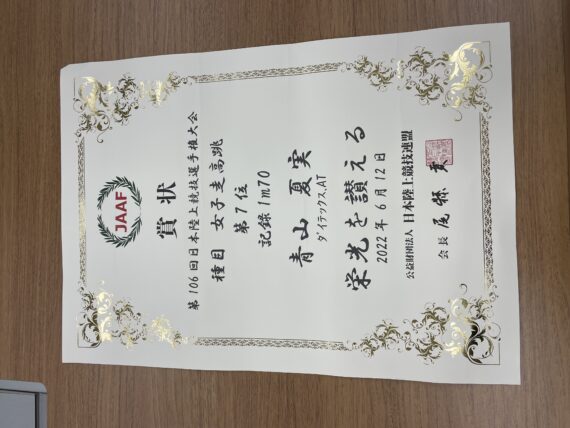 JAAF
賞状
第106回日本陸上競技選手権大会
種目 女子走高跳
第7位
記録 1m70
青山 夏実
ダイテックス.AT
栄光を讃える
2022年6月12日
公益財団法人 日本陸上競技連盟
会長 尾縣 貢